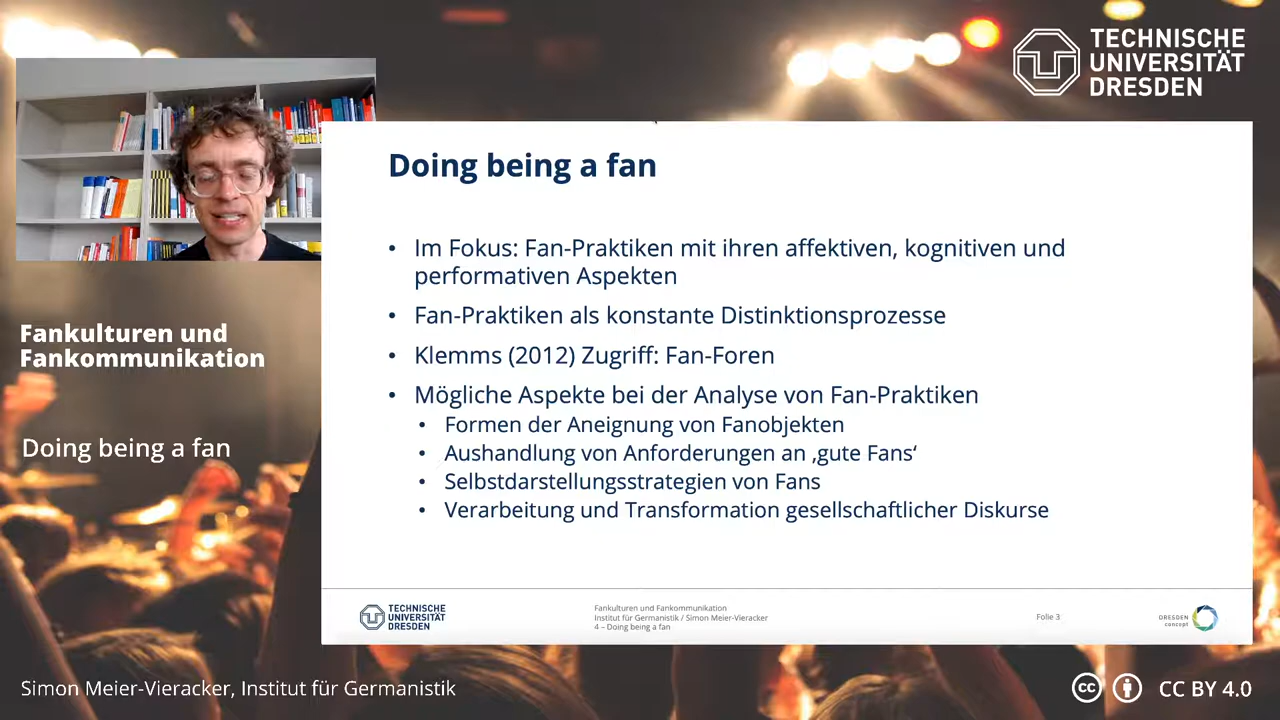 TECHNISCHE
UNIVERSITÄT
DRESDEN
Doing being a fan
• Im Fokus: Fan-Praktiken mit ihren affektiven, kognitiven und
performativen Aspekten
• Fan-Praktiken als konstante Distinktionsprozesse
• Klemms (2012) Zugriff: Fan-Foren
• Mögliche Aspekte bei der Analyse von Fan-Praktiken
• Formen der Aneignung von Fanobjekten
• Aushandlung von Anforderungen an ‚gute Fans‘
• Selbstdarstellungsstrategien von Fans
• Verarbeitung und Transformation gesellschaftlicher Diskurse
Fankulturen und
Fankommunikation
Doing being a fan
TECHNISCHE
UNIVERSITÄT
DRESDEN
Fankulturen und Fankommunikation
Institut für Germanistik / Simon Meier-Vieracker
4 – Doing being a fan
Folie 3
DRESDEN
concept
Simon Meier-Vieracker, Institut für Germanistik
cc CC BY 4.0